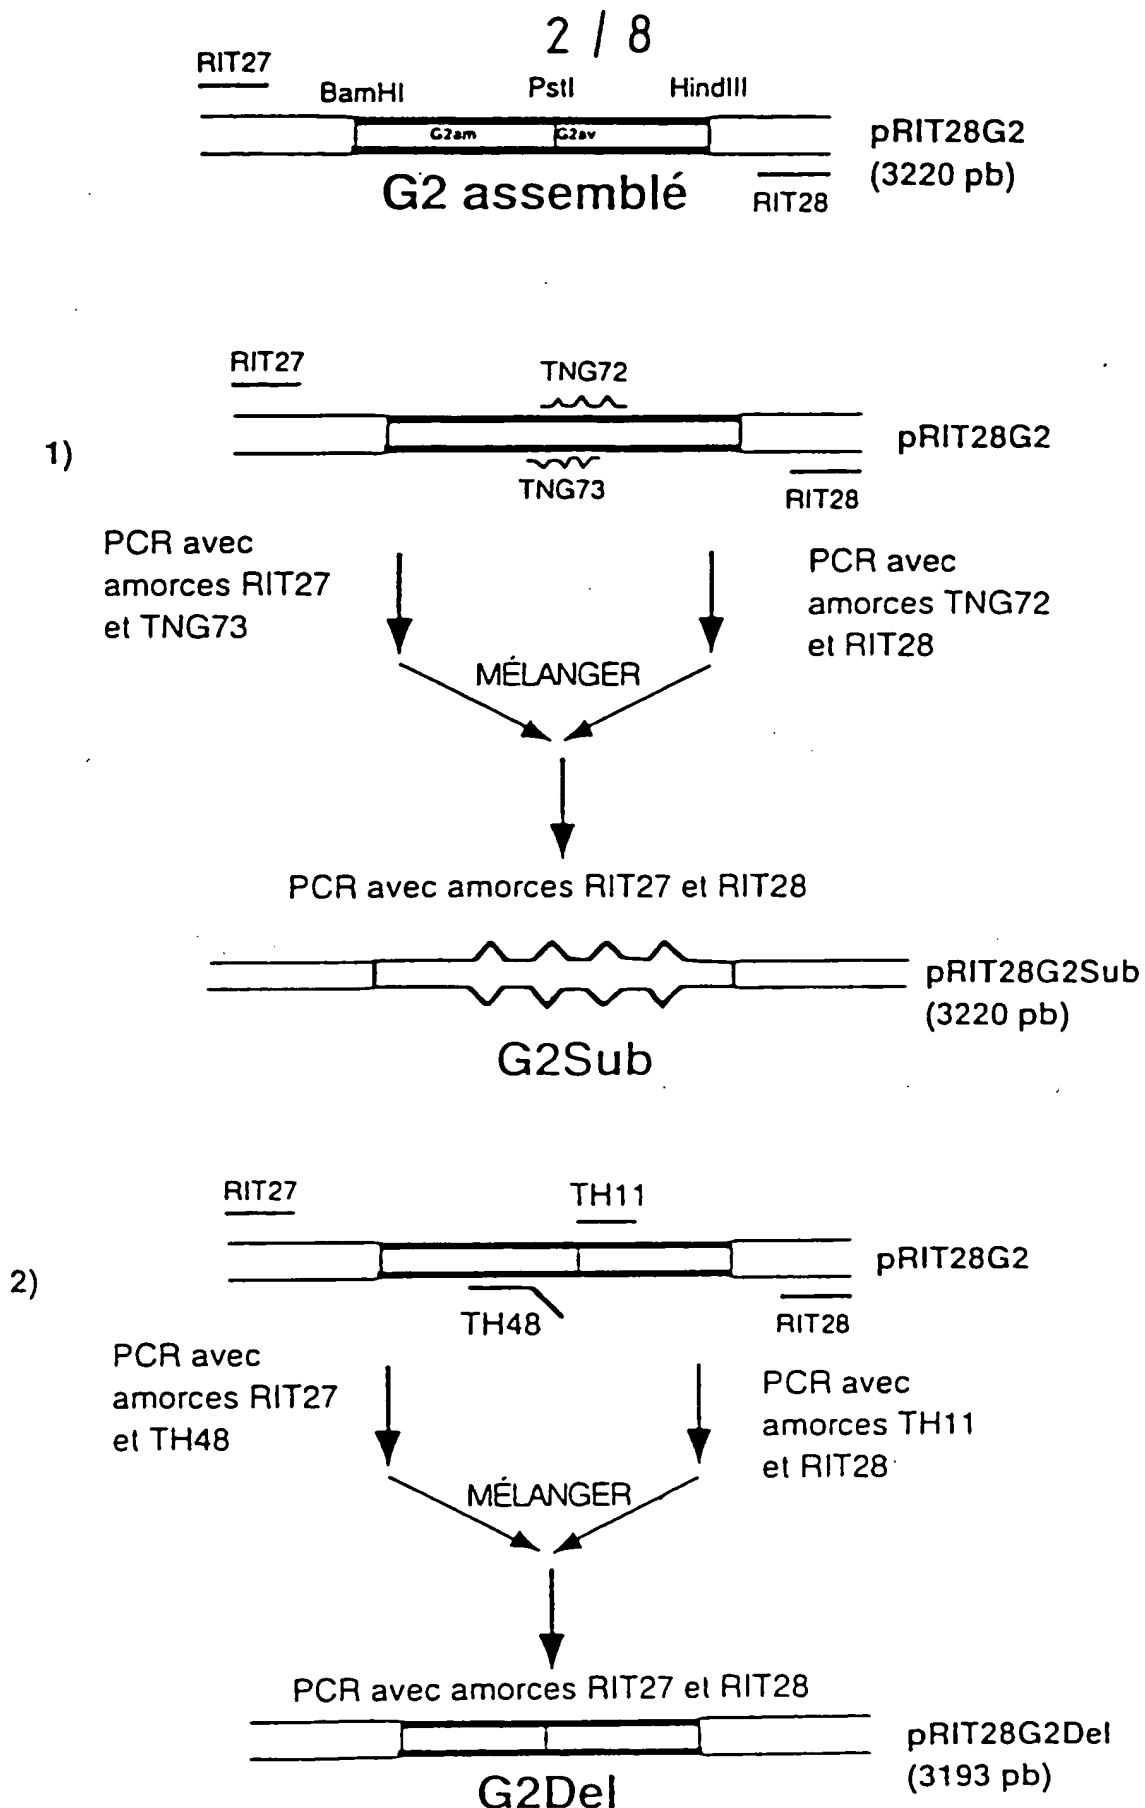 2 / 8
RIT27
BamHI
PstI
HindIII
G2am
G2av
pRIT28G2
(3220 pb)
G2 assemblé
RIT28
RIT27
TNG72
1)
pRIT28G2
TNG73
RIT28
PCR avec
amorces RIT27
et TNG73
PCR avec
amorces TNG72
et RIT28
MÉLANGER
PCR avec amorces RIT27 et RIT28
pRIT28G2Sub
(3220 pb)
G2Sub
RIT27
TH11
2)
pRIT28G2
TH48
RIT28
PCR avec
amorces RIT27
et TH48
PCR avec
amorces TH11
et RIT28
MÉLANGER
PCR avec amorces RIT27 et RIT28
pRIT28G2Del
(3193 pb)
G2Del